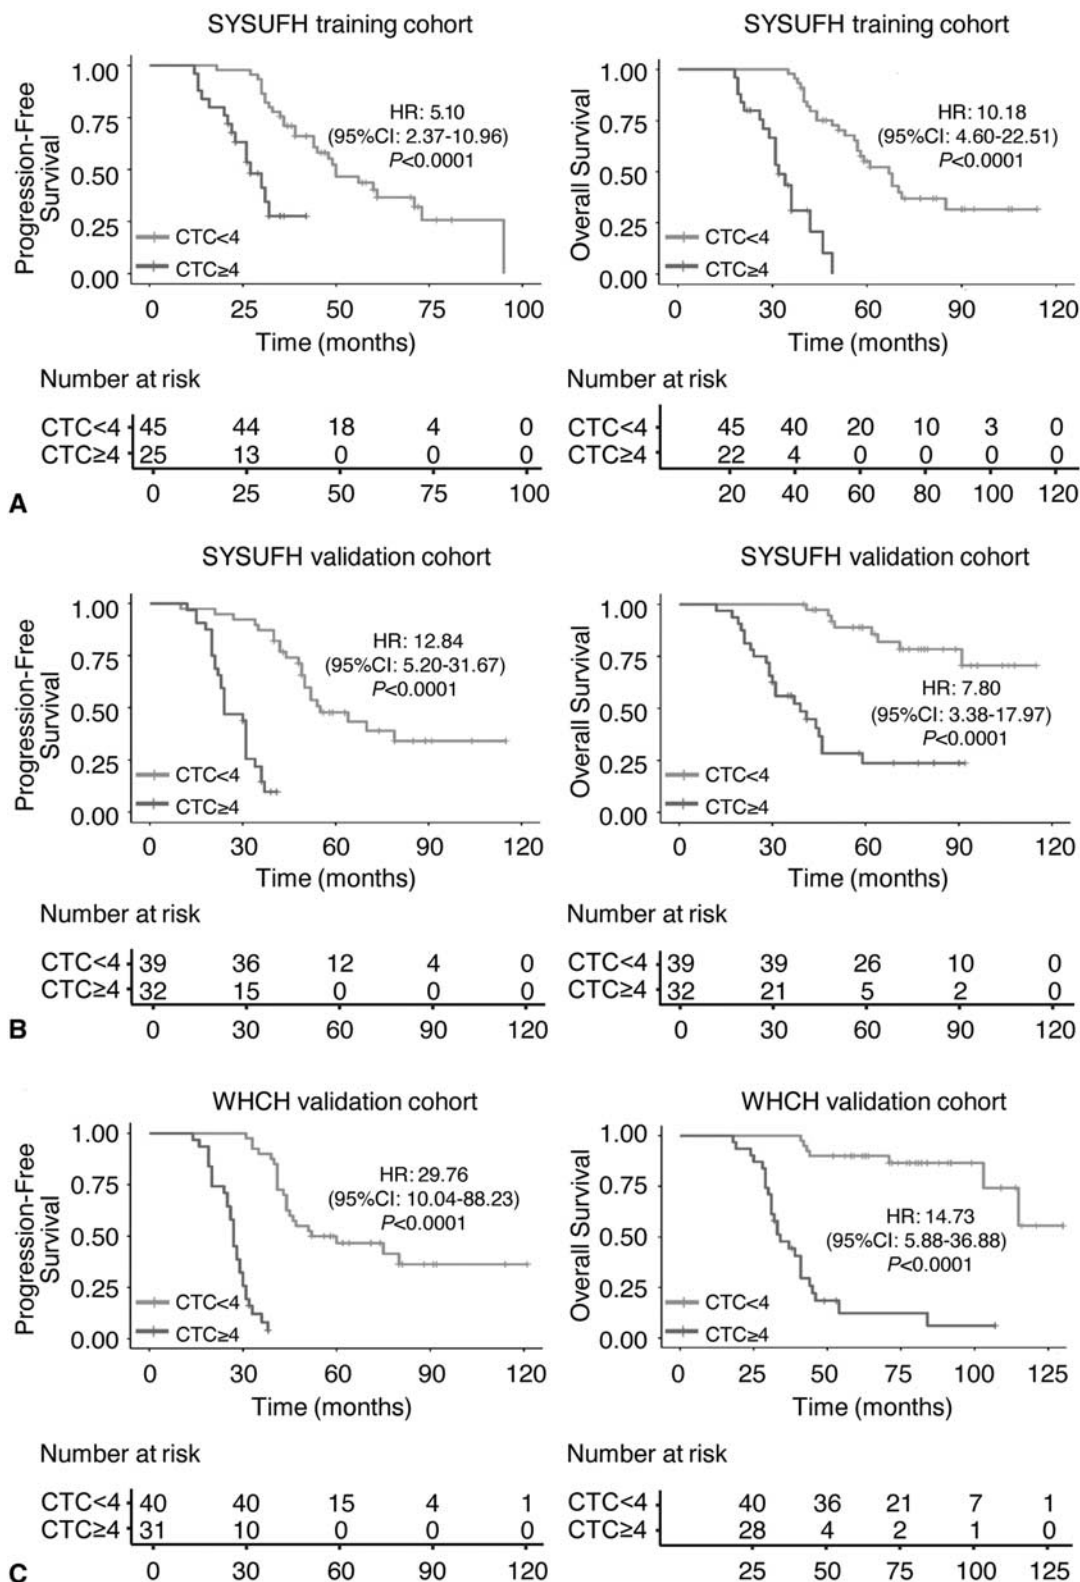 SYSUFH training cohort
Progression-Free
Survival
1.00
0.75
0.50
0.25
0.00
HR: 5.10
(95%CI: 2.37-10.96)
P<0.0001
CTC<4
CTC≥4
0 25 50 75 100
Time (months)
Number at risk
CTC<4 45 44 18 4 0
CTC≥4 25 13 0 0 0
0 25 50 75 100
SYSUFH training cohort
Overall Survival
1.00
0.75
0.50
0.25
0.00
HR: 10.18
(95%CI: 4.60-22.51)
P<0.0001
CTC<4
CTC≥4
0 30 60 90 120
Time (months)
Number at risk
CTC<4 45 40 20 10 3 0
CTC≥4 22 4 0 0 0 0
20 40 60 80 100 120
A
SYSUFH validation cohort
Progression-Free
Survival
1.00
0.75
0.50
0.25
0.00
HR: 12.84
(95%CI: 5.20-31.67)
P<0.0001
CTC<4
CTC≥4
0 30 60 90 120
Time (months)
Number at risk
CTC<4 39 36 12 4 0
CTC≥4 32 15 0 0 0
0 30 60 90 120
SYSUFH validation cohort
Overall Survival
1.00
0.75
0.50
0.25
0.00
HR: 7.80
(95%CI: 3.38-17.97)
P<0.0001
CTC<4
CTC≥4
0 30 60 90 120
Time (months)
Number at risk
CTC<4 39 39 26 10 0
CTC≥4 32 21 5 2 0
0 30 60 90 120
B
WHCH validation cohort
Progression-Free
Survival
1.00
0.75
0.50
0.25
0.00
HR: 29.76
(95%CI: 10.04-88.23)
P<0.0001
CTC<4
CTC≥4
0 30 60 90 120
Time (months)
Number at risk
CTC<4 40 40 15 4 1
CTC≥4 31 10 0 0 0
0 30 60 90 120
WHCH validation cohort
Overall Survival
1.00
0.75
0.50
0.25
0.00
HR: 14.73
(95%CI: 5.88-36.88)
P<0.0001
CTC<4
CTC≥4
0 25 50 75 100 125
Time (months)
Number at risk
CTC<4 40 36 21 7 1
CTC≥4 28 4 2 1 0
25 50 75 100 125
C